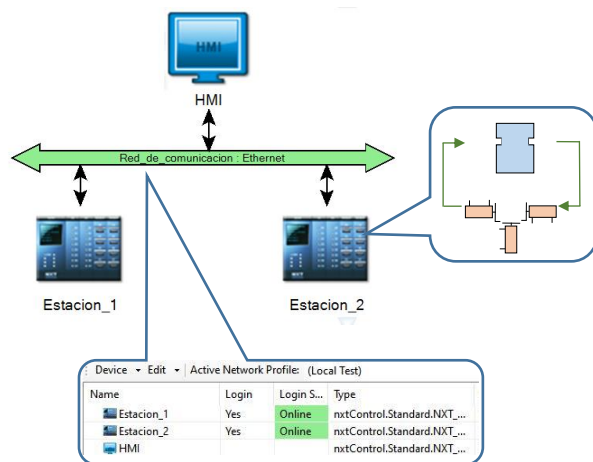 HMI
HMI
Red_de_comunicacion : Ethernet
NXT
Estacion_1
Estacion_2
Device Edit Active Network Profile: (Local Test)
Name Login Login S... Type
Estacion_1 Yes Online nxtControl.Standard.NXT_...
Estacion_2 Yes Online nxtControl.Standard.NXT_...
HMI nxtControl.Standard.NXT_...